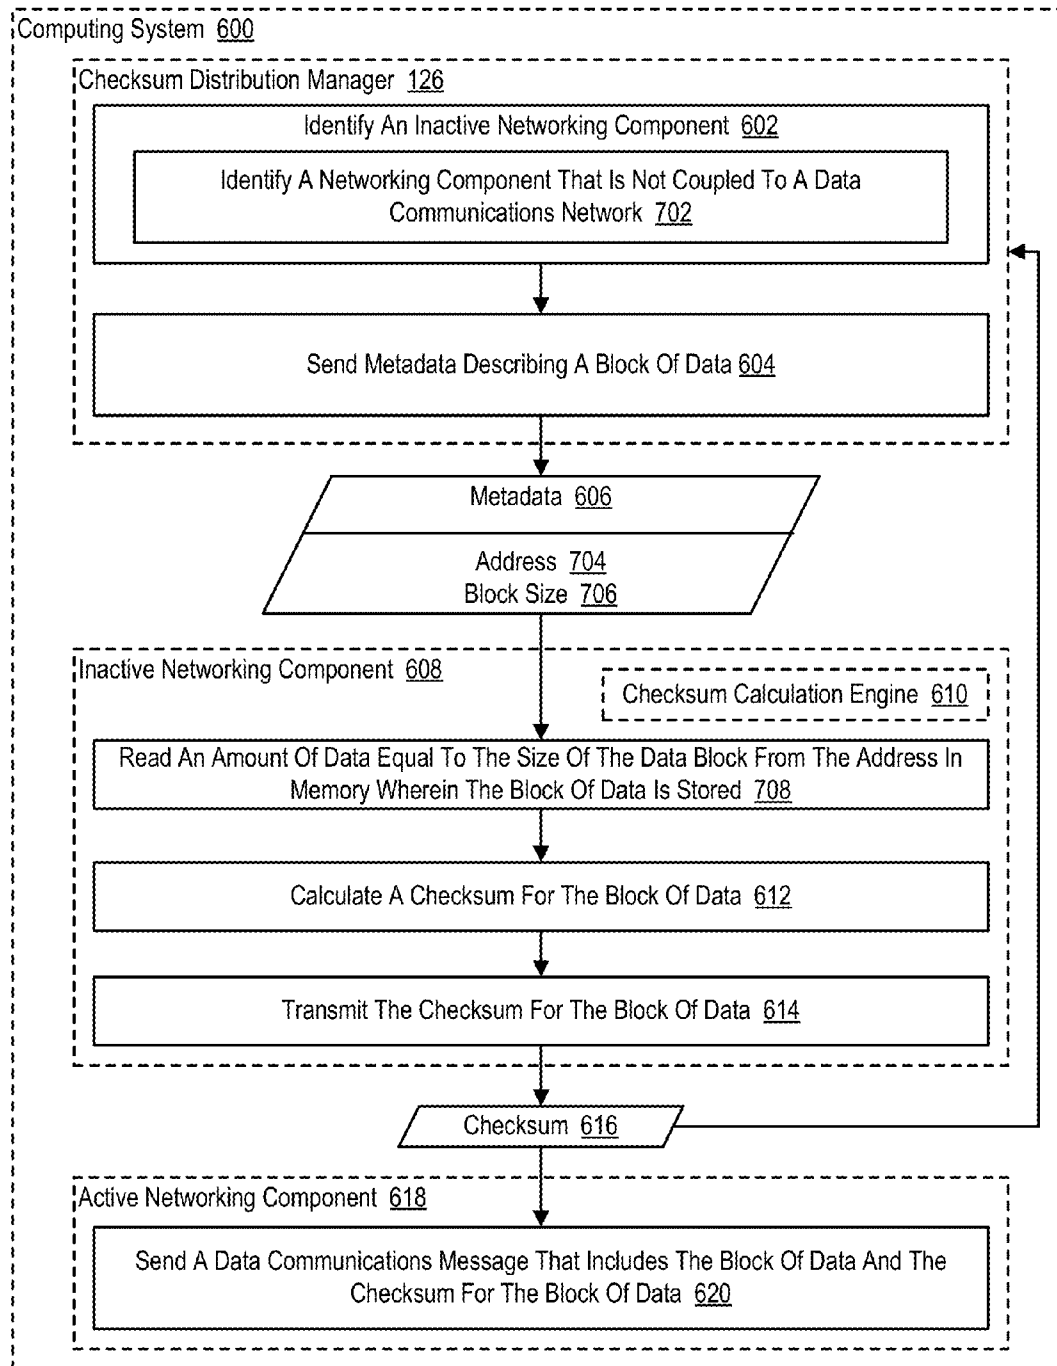 Computing System 600
Checksum Distribution Manager 126
Identify An Inactive Networking Component 602
Identify A Networking Component That Is Not Coupled To A Data
Communications Network 702
Send Metadata Describing A Block Of Data 604
Metadata 606
Address 704
Block Size 706
Inactive Networking Component 608
Checksum Calculation Engine 610
Read An Amount Of Data Equal To The Size Of The Data Block From The Address In
Memory Wherein The Block Of Data Is Stored 708
Calculate A Checksum For The Block Of Data 612
Transmit The Checksum For The Block Of Data 614
Checksum 616
Active Networking Component 618
Send A Data Communications Message That Includes The Block Of Data And The
Checksum For The Block Of Data 620